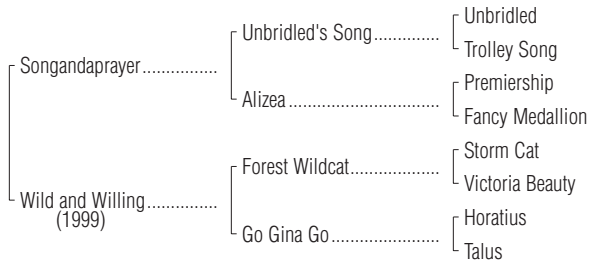 Unbridled
Unbridled's Song..............
Trolley Song
Songandaprayer................
Premiership
Alizea................................
Fancy Medallion
Storm Cat
Forest Wildcat...................
Victoria Beauty
Wild and Willing...............
(1999)
Horatius
Go Gina Go.......................
Talus